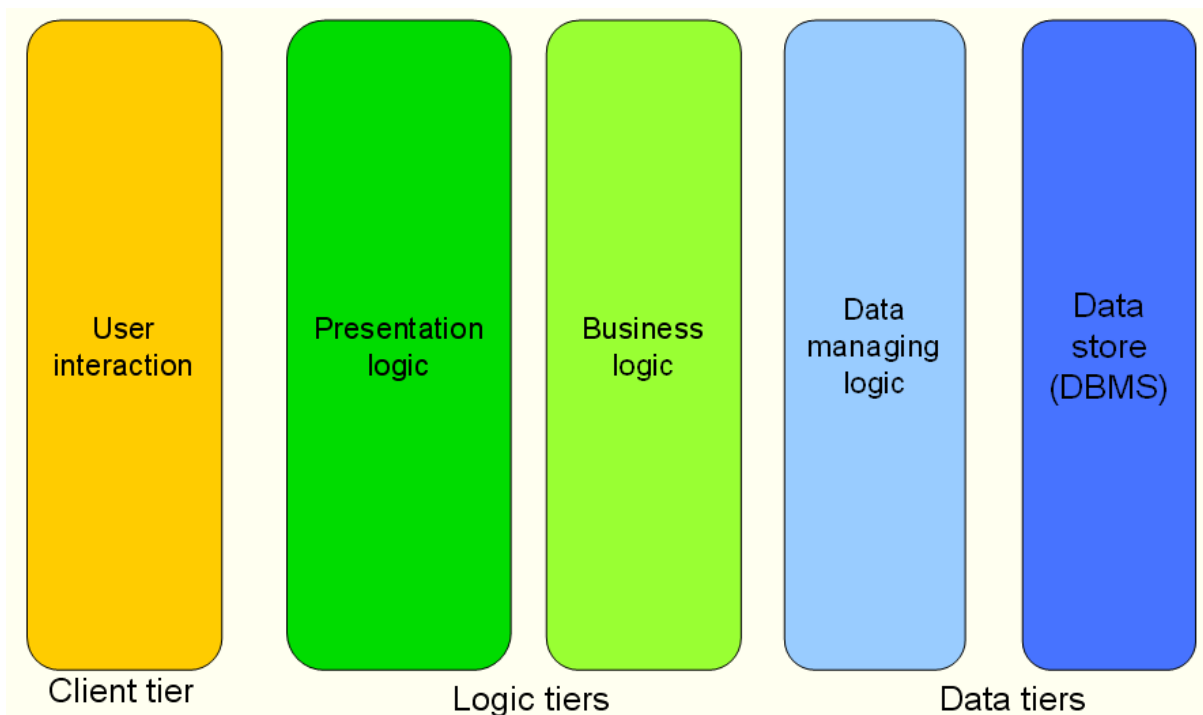 User
interaction
Presentation
logic
Business
logic
Data
managing
logic
Data
store
(DBMS)
Client tier
Logic tiers
Data tiers